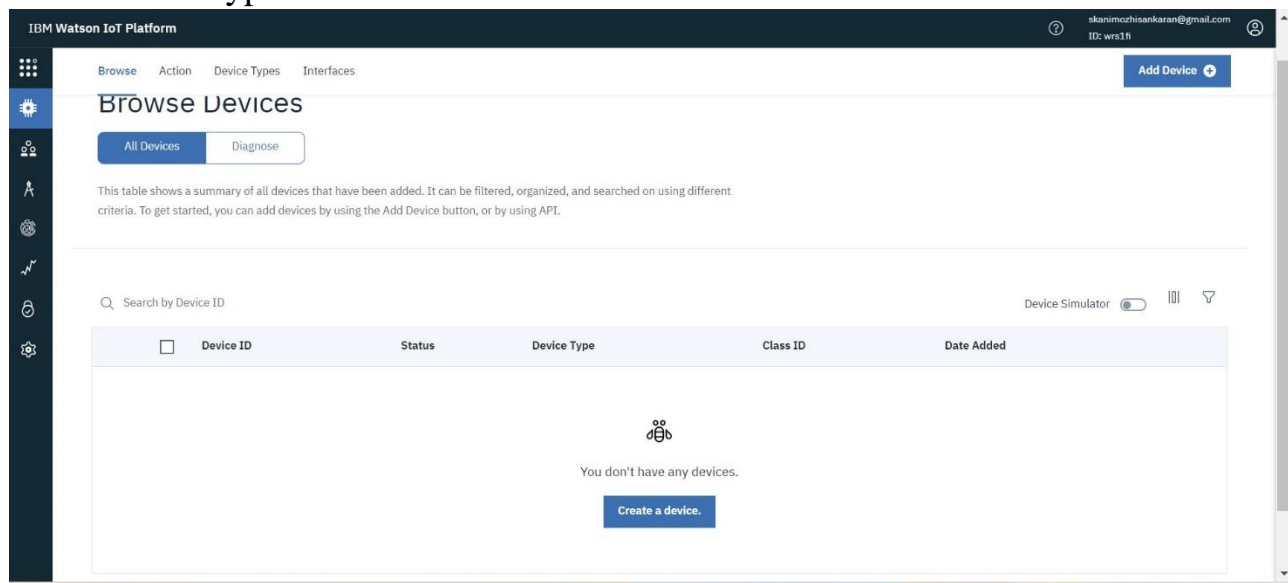 IBM Watson IoT Platform
skanimozhisankaran@gmail.com
ID: wrs1fi
Browse Action Device Types Interfaces
Add Device
Browse Devices
All Devices Diagnose
This table shows a summary of all devices that have been added. It can be filtered, organized, and searched on using different
criteria. To get started, you can add devices by using the Add Device button, or by using API.
Search by Device ID
Device Simulator
Device ID Status Device Type Class ID Date Added
You don't have any devices.
Create a device.